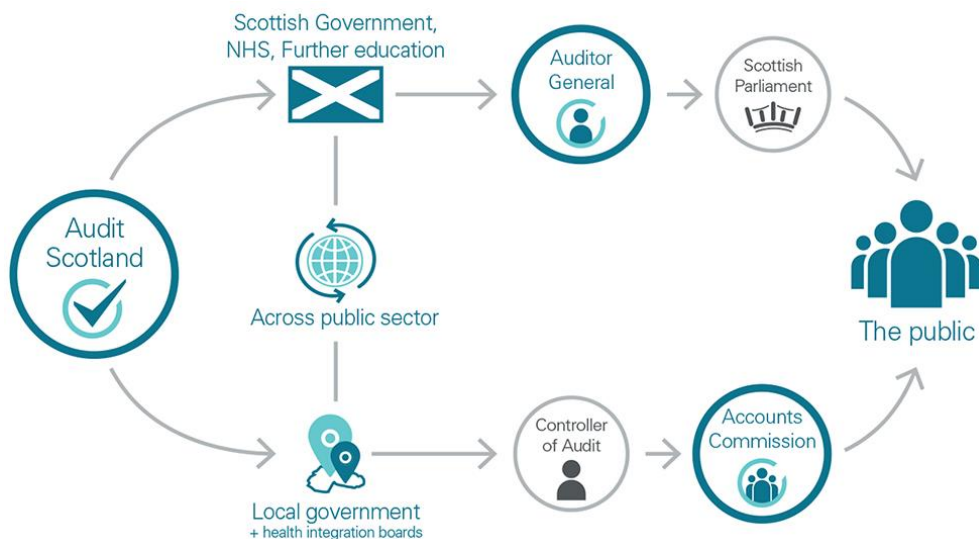 Scottish Government,
NHS, Further education
Auditor
General
Scottish
Parliament
Audit
Scotland
Across public sector
The public
Local government
+ health integration boards
Controller
of Audit
Accounts
Commission